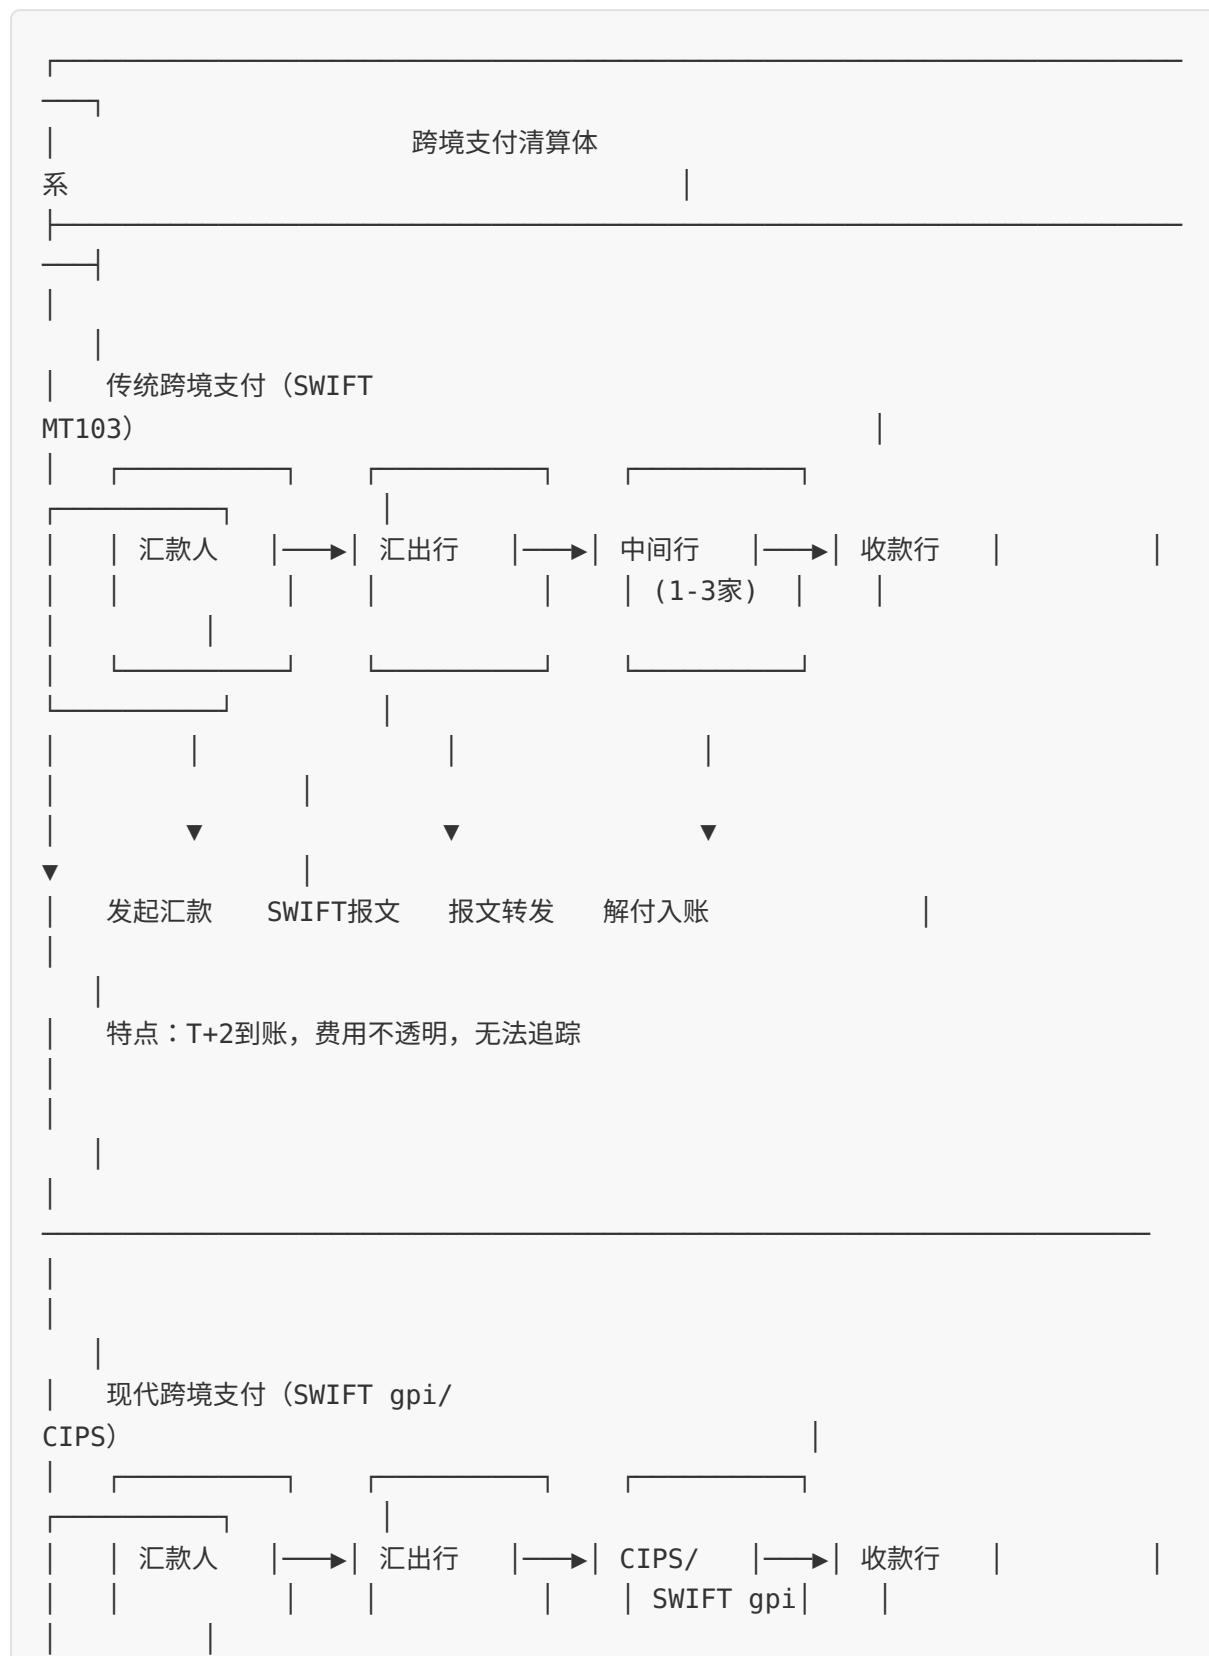 跨境支付清算体
系
传统跨境支付（SWIFT
MT103）
汇款人 汇出行 中间行 收款行
(1-3家)
发起汇款 SWIFT报文 报文转发 解付入账
特点：T+2到账，费用不透明，无法追踪
现代跨境支付（SWIFT gpi/
CIPS）
汇款人 汇出行 CIPS/ 收款行
SWIFT gpi